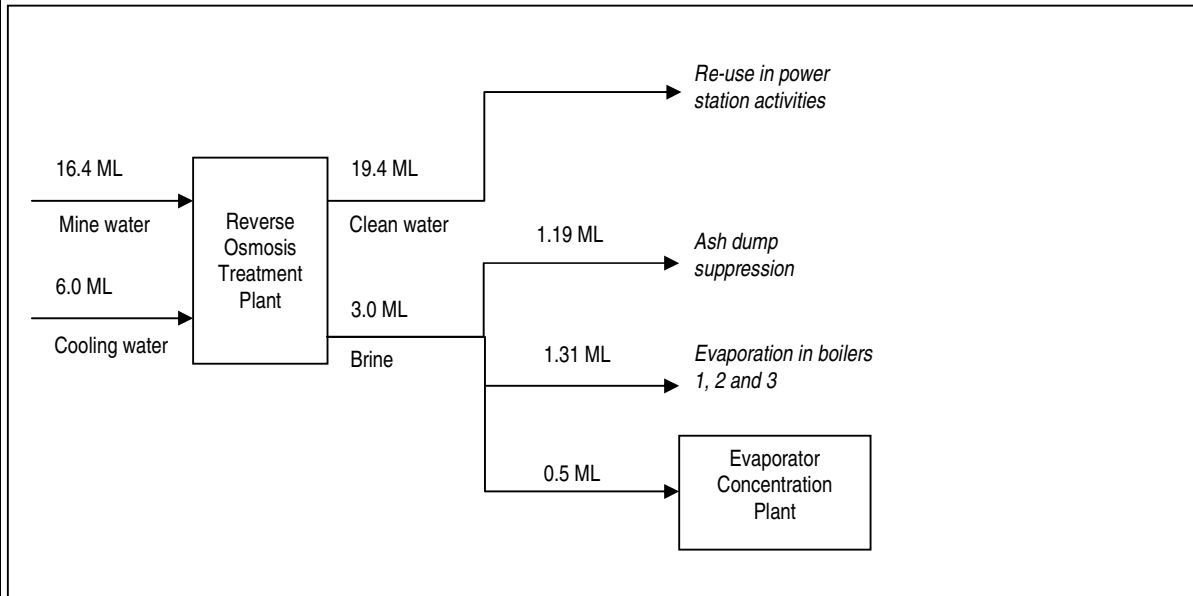 Re-use in power
station activities
16.4 ML
Mine water
6.0 ML
Cooling water
Reverse
Osmosis
Treatment
Plant
19.4 ML
Clean water
3.0 ML
Brine
1.19 ML
Ash dump
suppression
1.31 ML
Evaporation in boilers
1, 2 and 3
0.5 ML
Evaporator
Concentration
Plant